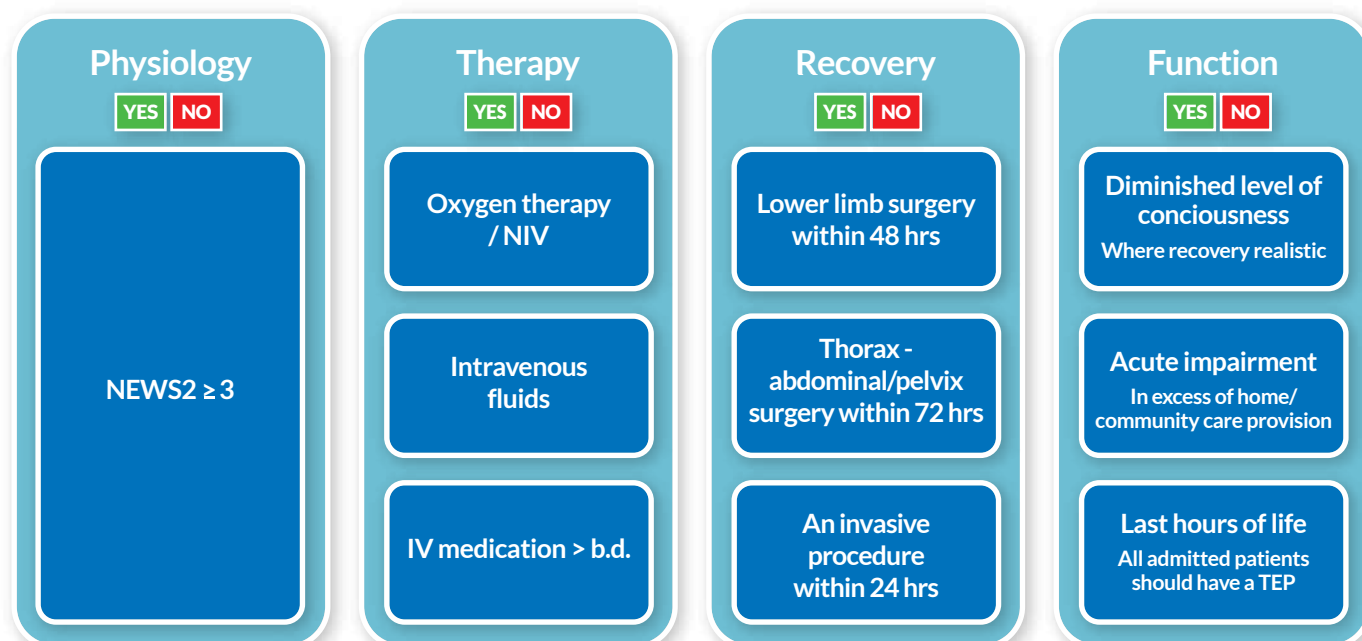 Physiology
YES NO
NEWS2 ≥ 3
Therapy
YES NO
Oxygen therapy
/ NIV
Intravenous
fluids
IV medication > b.d.
Recovery
YES NO
Lower limb surgery
within 48 hrs
Thorax -
abdominal/pelvix
surgery within 72 hrs
An invasive
procedure
within 24 hrs
Function
YES NO
Diminished level of
conciousness
Where recovery realistic
Acute impairment
In excess of home/
community care provision
Last hours of life
All admitted patients
should have a TEP